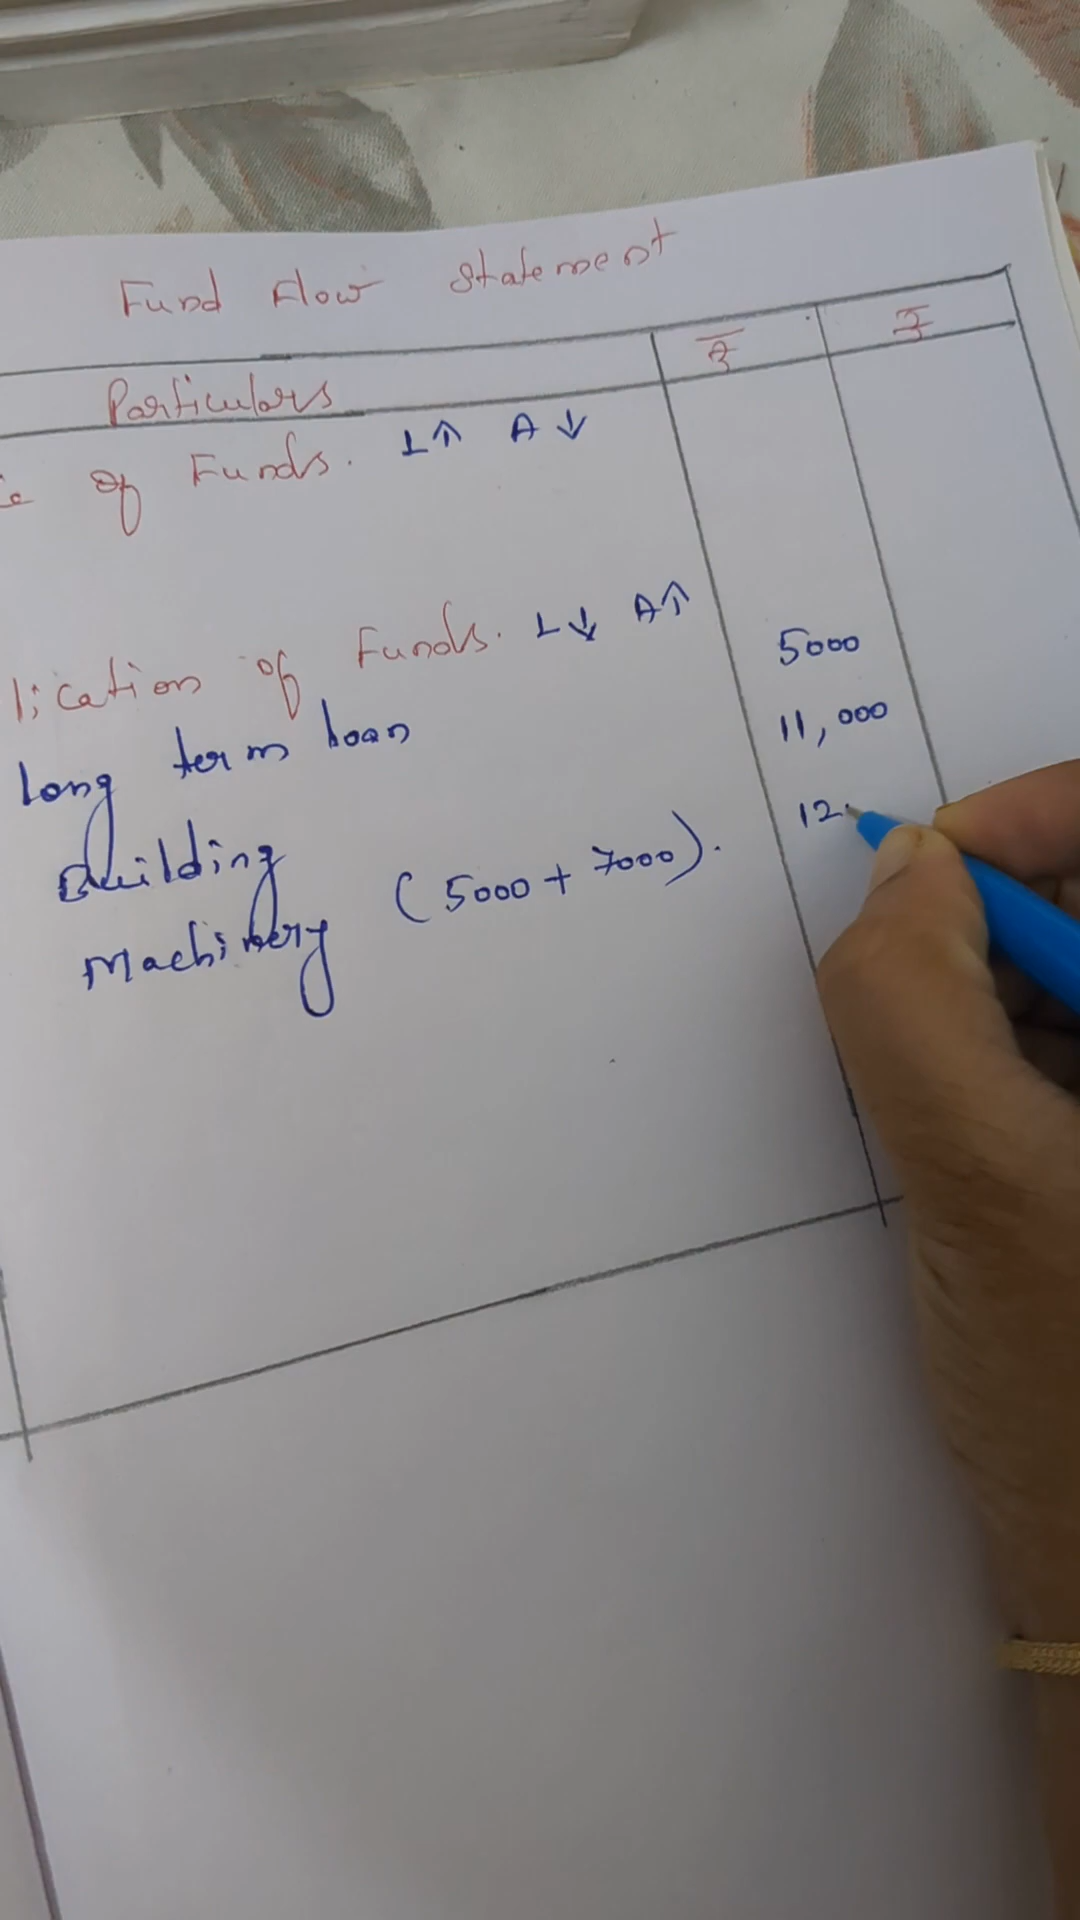 Fund Flow Statement
Particulars ₹ ₹
of Funds. L↑ A↓
lication of Funds. L↓ A↑
long term loan 5000
Building 11,000
Machinery (5000 + 7000). 12